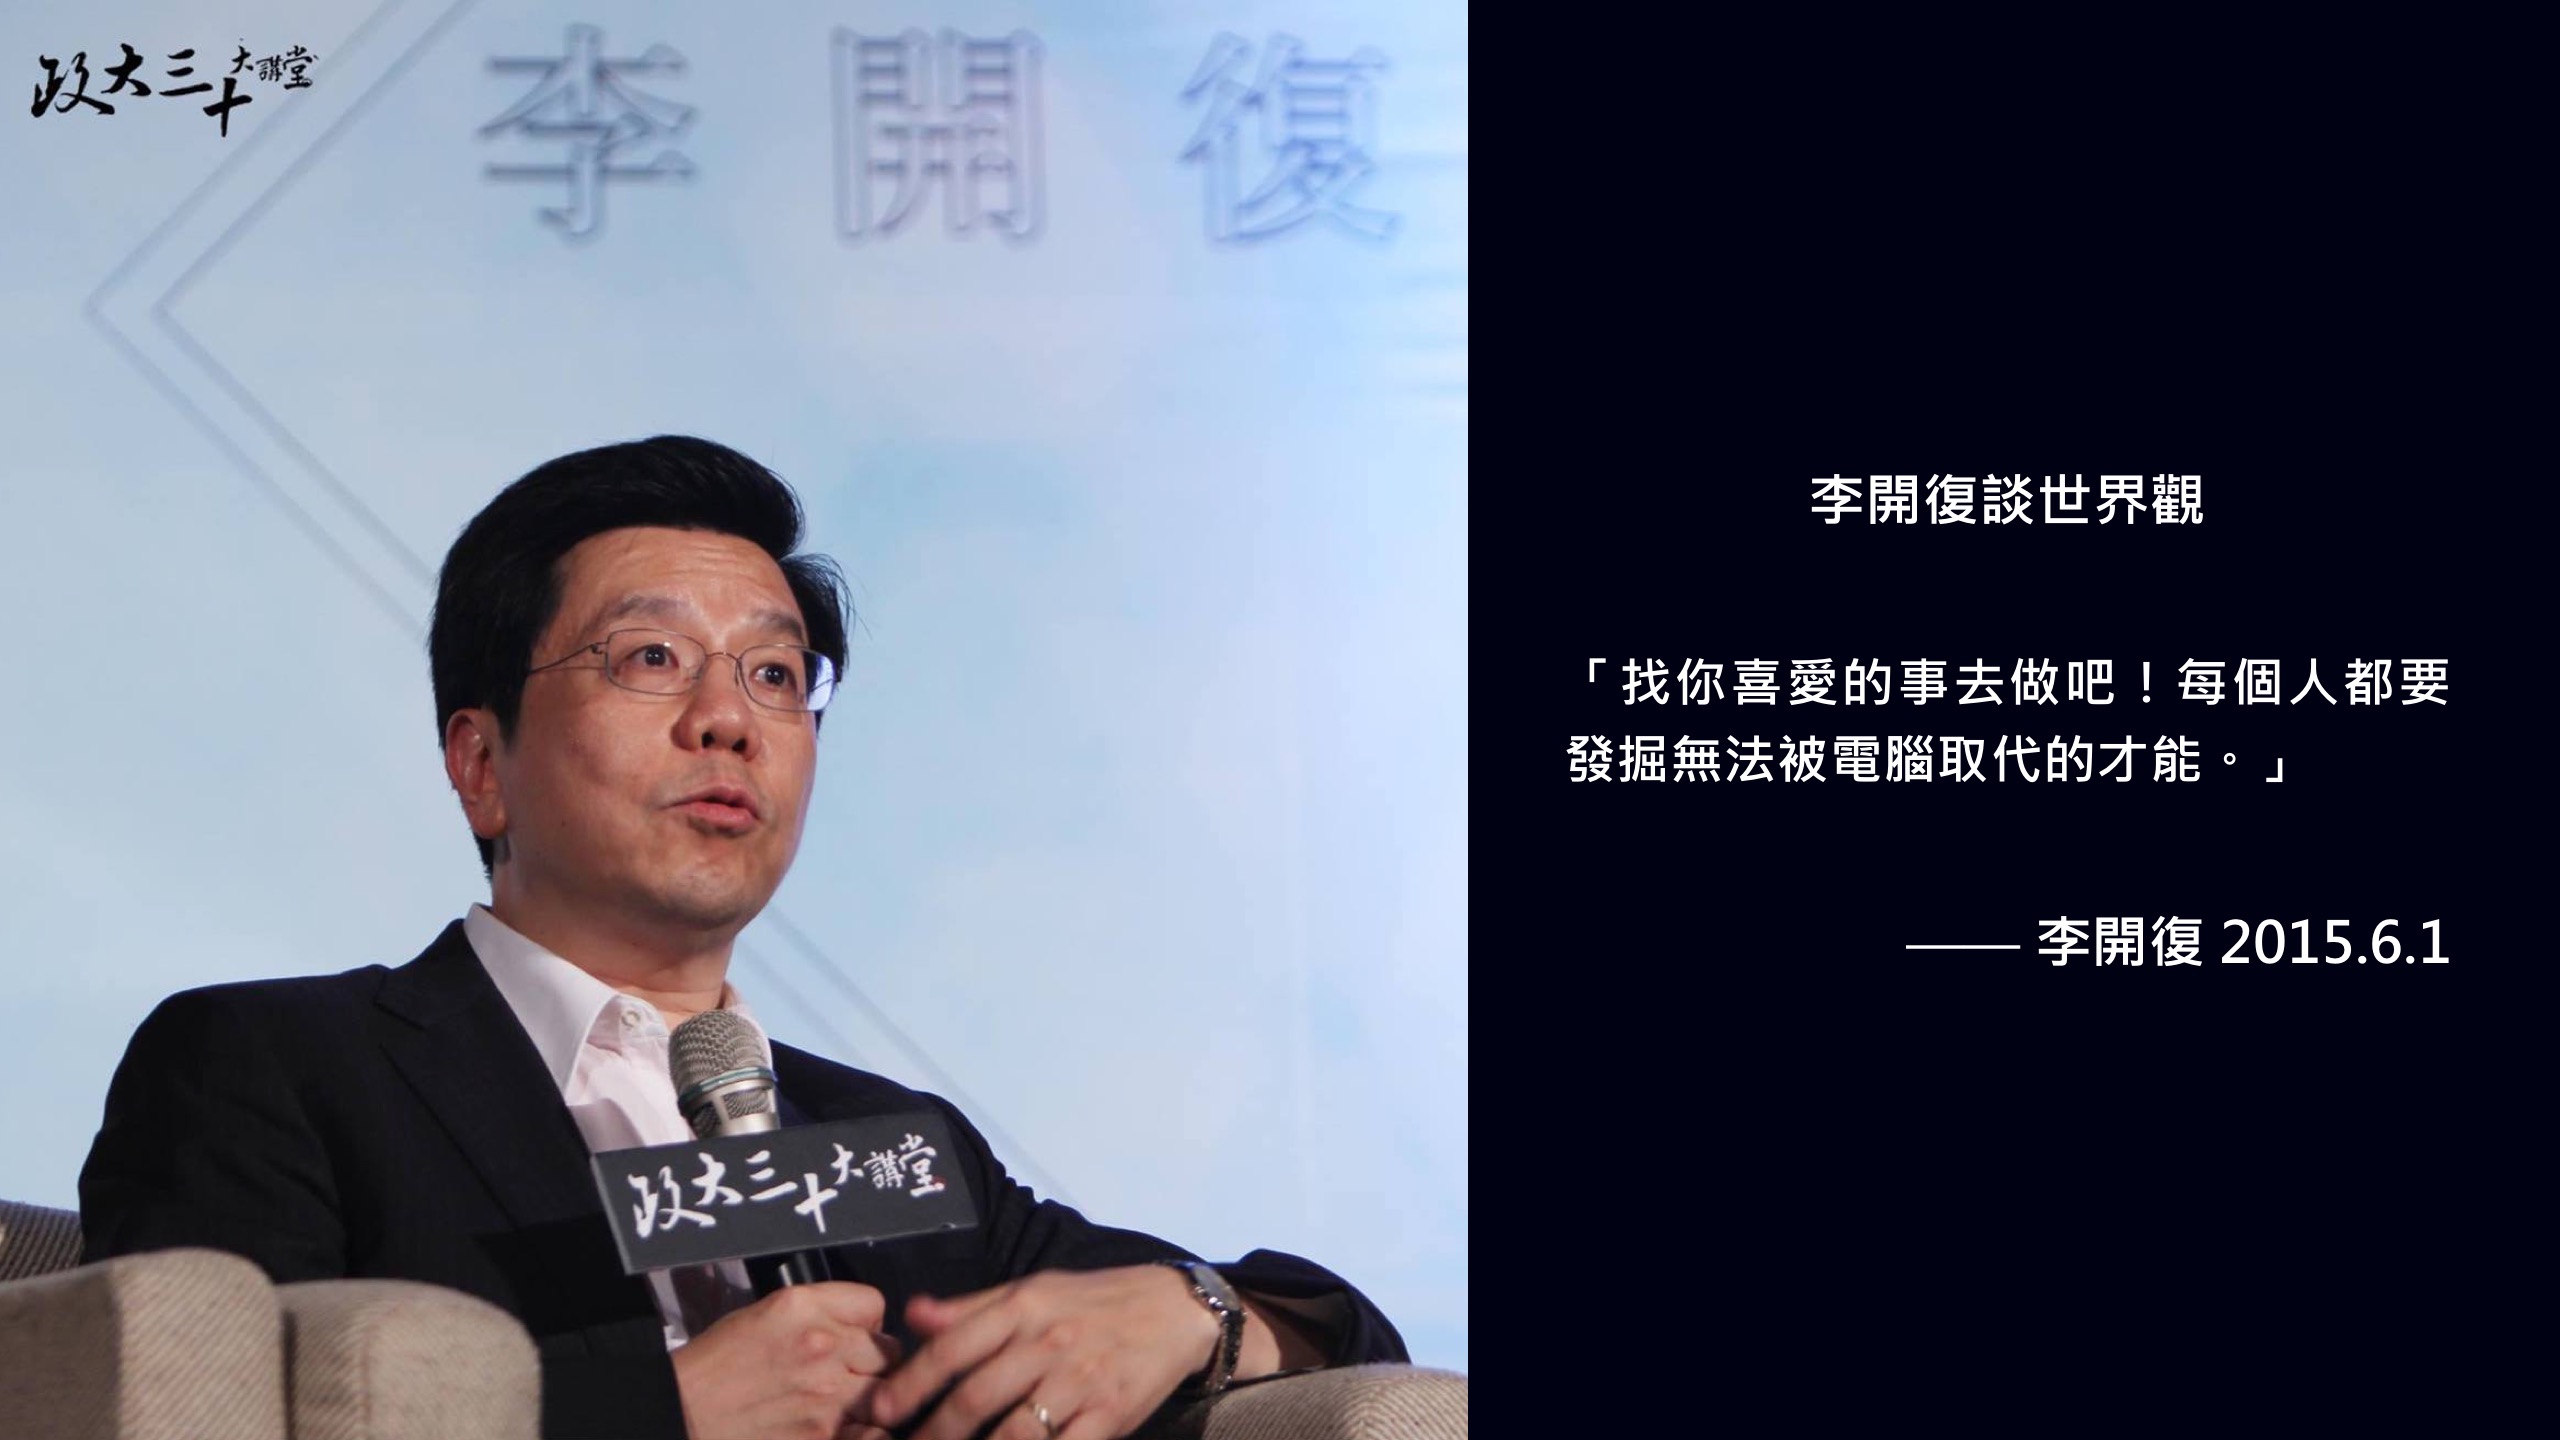 政大三十大講堂
李開復
李開復談世界觀
「找你喜愛的事去做吧！每個人都要
發掘無法被電腦取代的才能。」
—— 李開復 2015.6.1
政大三十大講堂